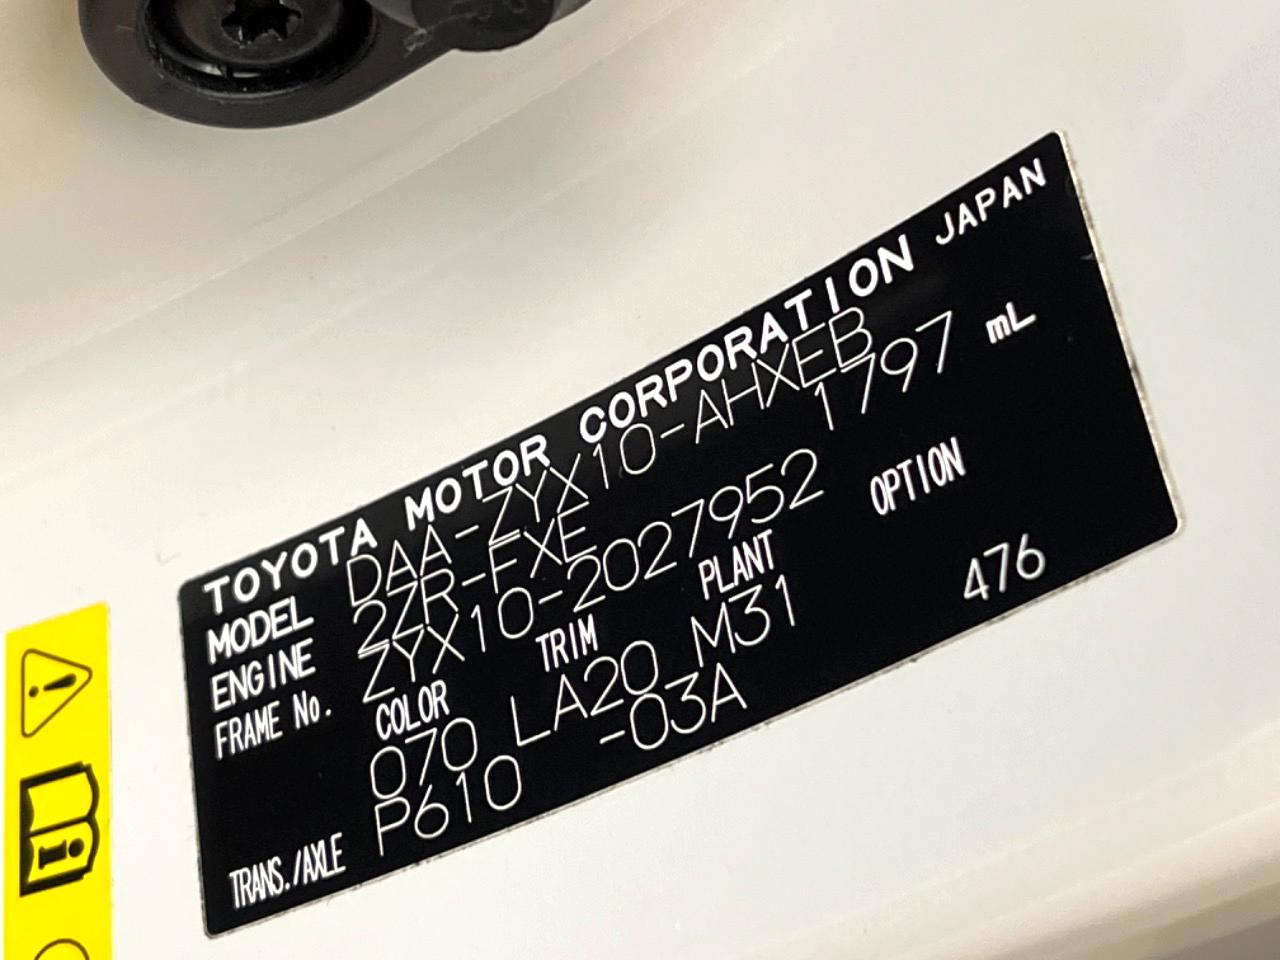 TOYOTA MOTOR CORPORATION JAPAN
MODEL DAA-ZYX10-AHXEB
ENGINE 2ZR-FXE 1797 mL
FRAME No. ZYX10-2027952
COLOR TRIM PLANT OPTION
070 LA20 M31 476
TRANS./AXLE P610 -03A